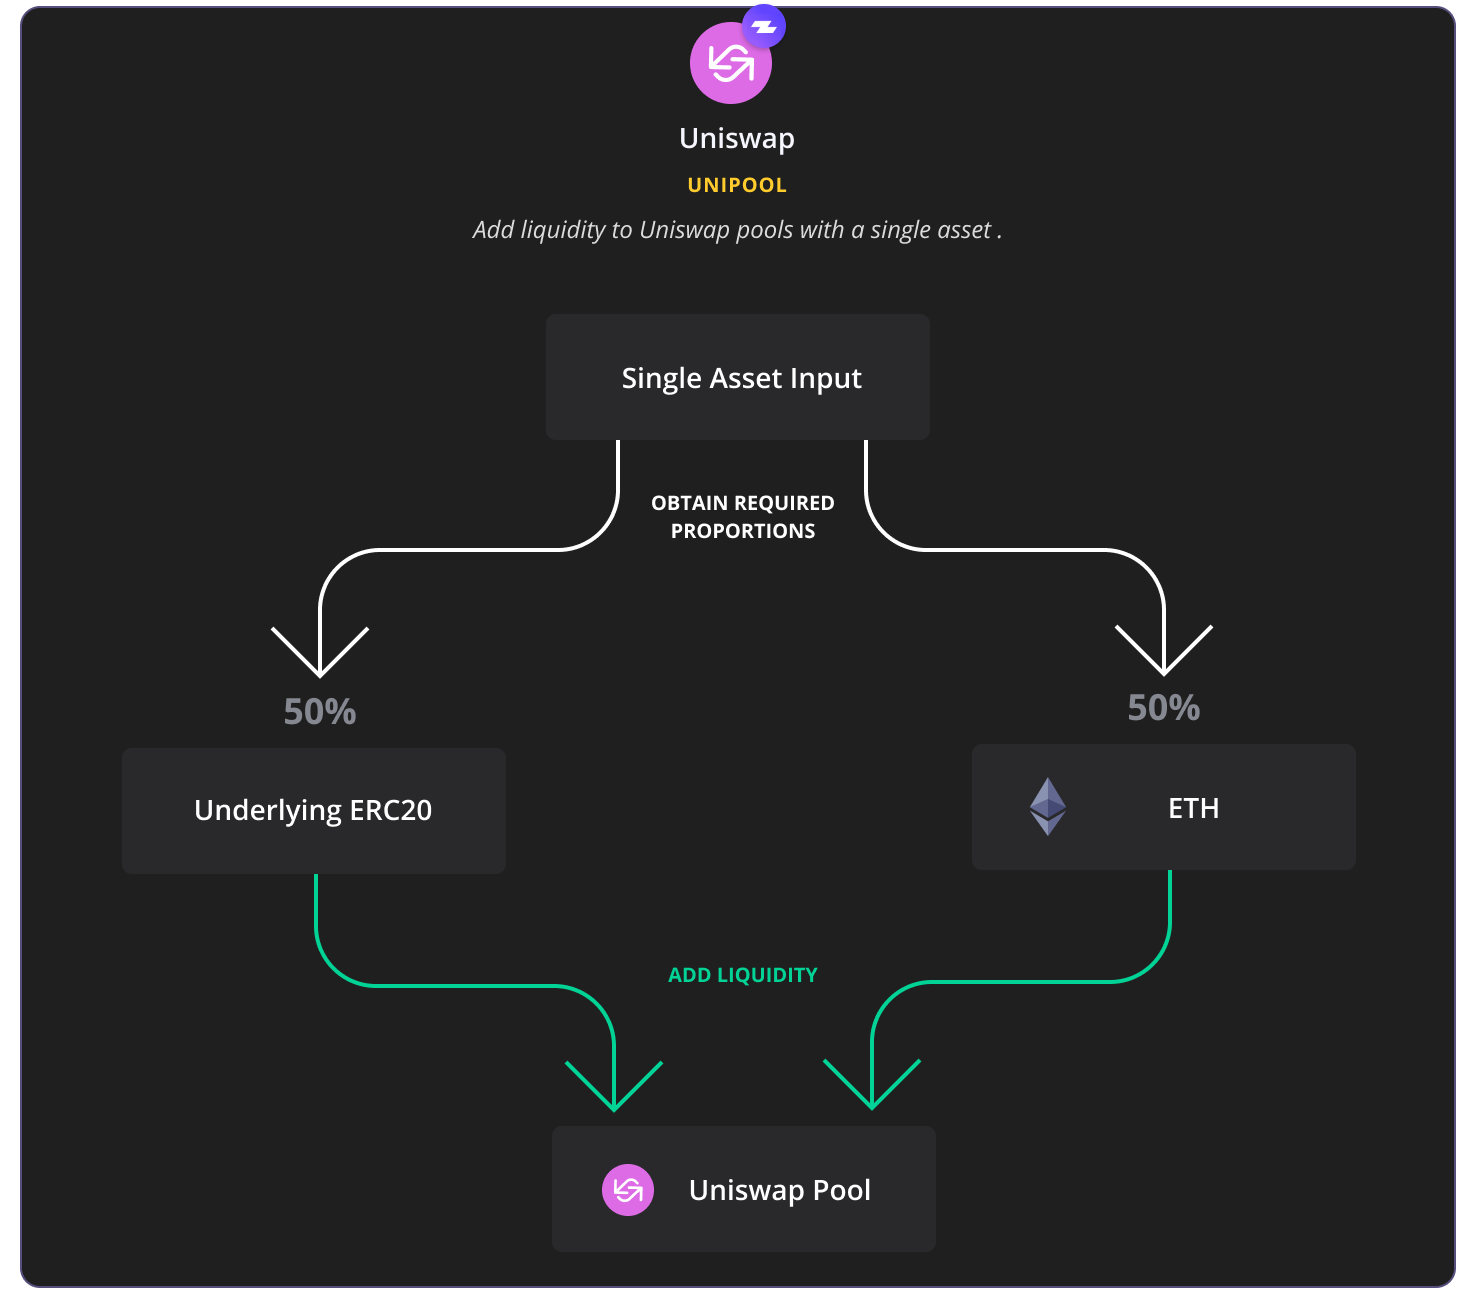 Uniswap
UNIPOOL
Add liquidity to Uniswap pools with a single asset .
Single Asset Input
OBTAIN REQUIRED
PROPORTIONS
50%
50%
Underlying ERC20
ETH
ADD LIQUIDITY
Uniswap Pool